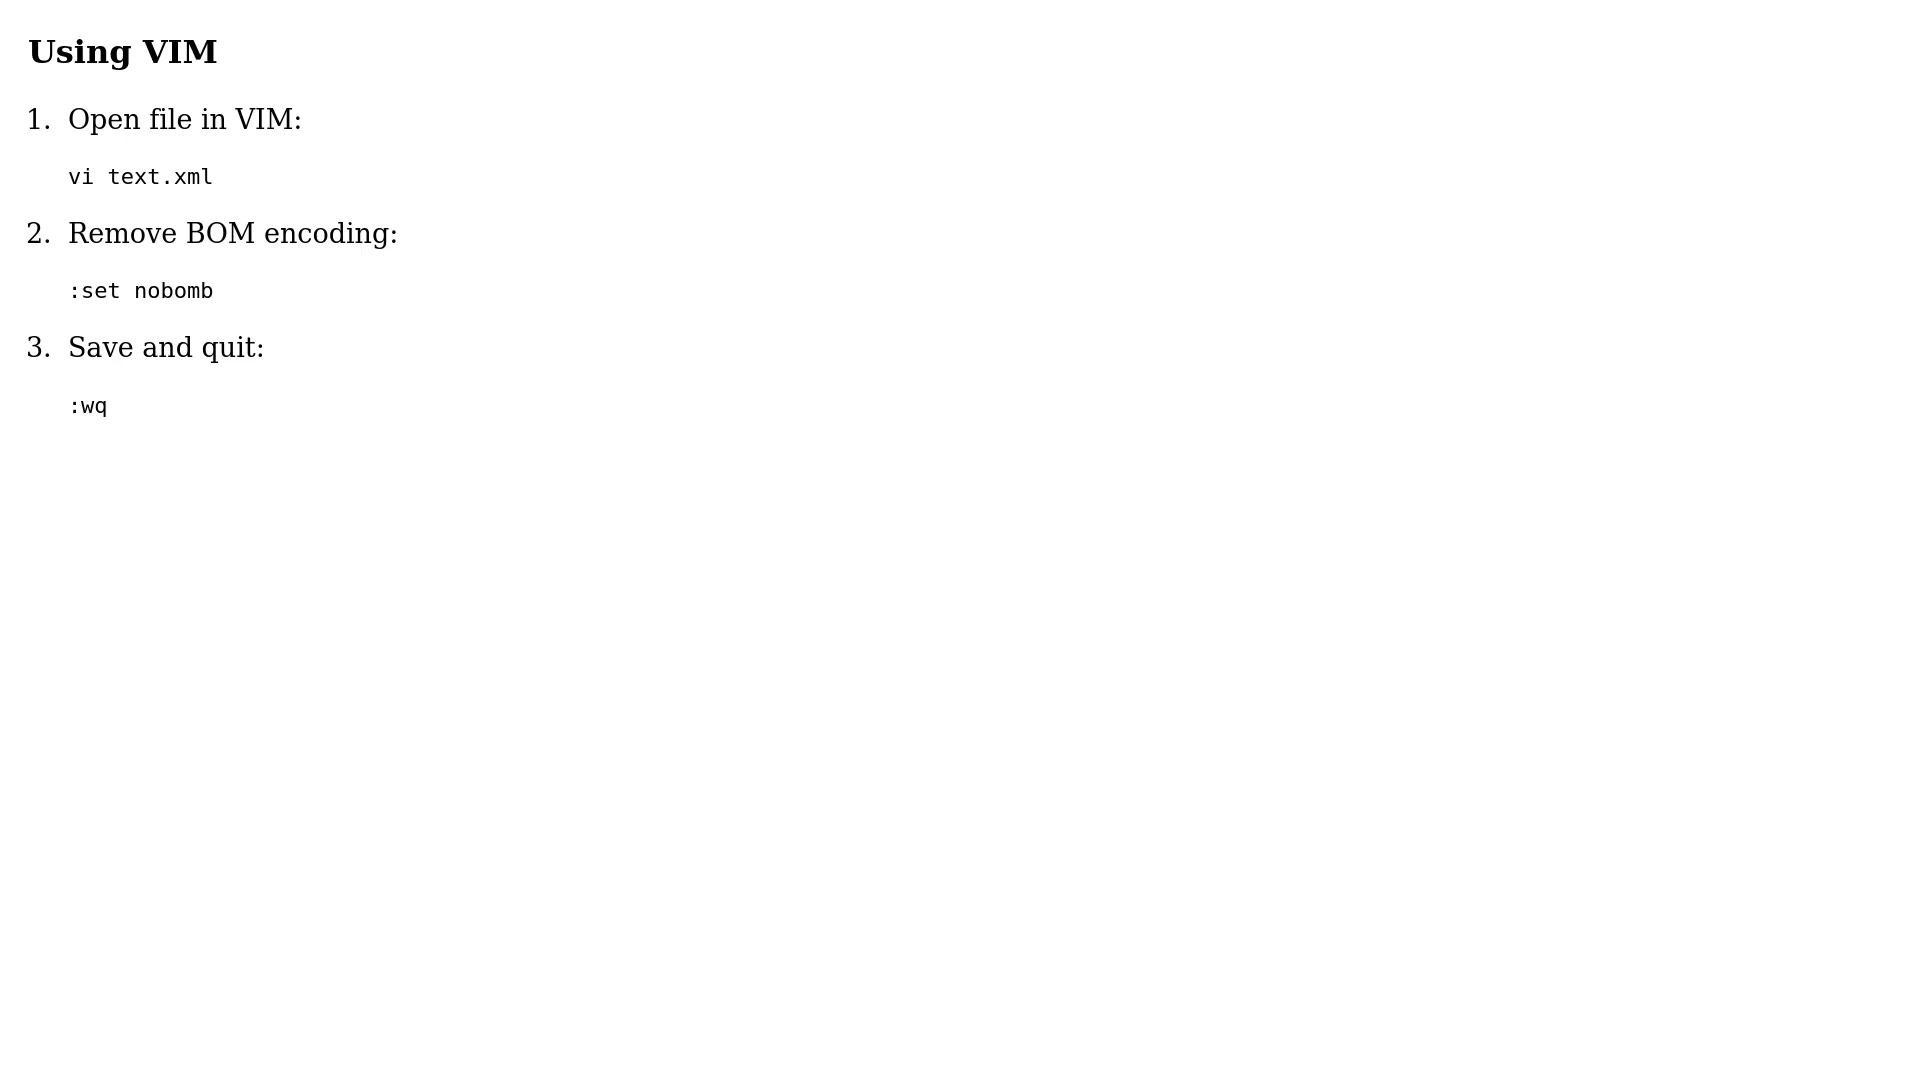 Using VIM
1. Open file in VIM:
vi text.xml
2. Remove BOM encoding:
:set nobomb
3. Save and quit:
:wq